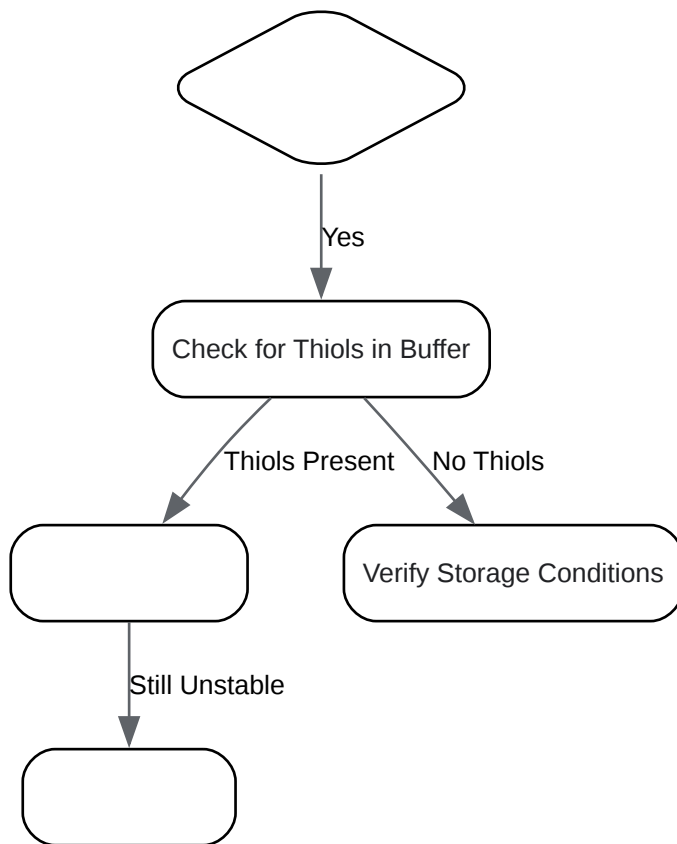 Yes
Check for Thiols in Buffer
Thiols Present
No Thiols
Verify Storage Conditions
Still Unstable